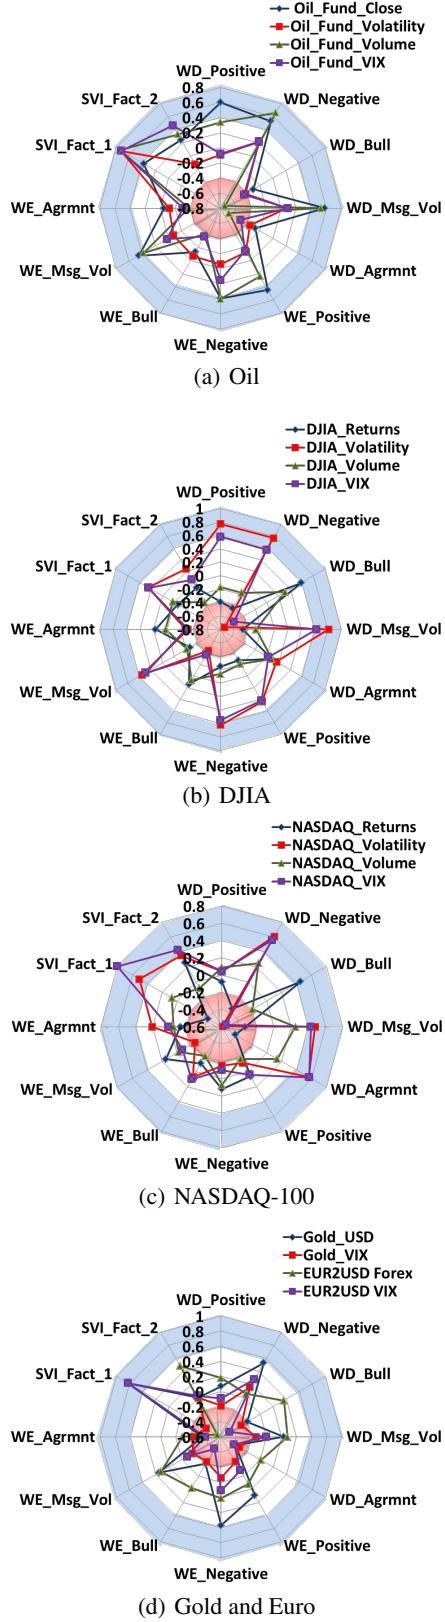 Oil_Fund_Close
Oil_Fund_Volatility
Oil_Fund_Volume
Oil_Fund_VIX
WD_Positive
WD_Negative
WD_Bull
WD_Msg_Vol
WD_Agrmnt
WE_Positive
WE_Negative
WE_Bull
WE_Msg_Vol
WE_Agrmnt
SVI_Fact_1
SVI_Fact_2
0.8
0.6
0.4
0.2
0
-0.2
-0.4
-0.6
-0.8
(a) Oil
DJIA_Returns
DJIA_Volatility
DJIA_Volume
DJIA_VIX
WD_Positive
WD_Negative
WD_Bull
WD_Msg_Vol
WD_Agrmnt
WE_Positive
WE_Negative
WE_Bull
WE_Msg_Vol
WE_Agrmnt
SVI_Fact_1
SVI_Fact_2
1
0.8
0.6
0.4
0.2
0
-0.2
-0.4
-0.6
-0.8
(b) DJIA
NASDAQ_Returns
NASDAQ_Volatility
NASDAQ_Volume
NASDAQ_VIX
WD_Positive
WD_Negative
WD_Bull
WD_Msg_Vol
WD_Agrmnt
WE_Positive
WE_Negative
WE_Bull
WE_Msg_Vol
WE_Agrmnt
SVI_Fact_1
SVI_Fact_2
0.8
0.6
0.4
0.2
0
-0.2
-0.4
-0.6
(c) NASDAQ-100
Gold_USD
Gold_VIX
EUR2USD Forex
EUR2USD VIX
WD_Positive
WD_Negative
WD_Bull
WD_Msg_Vol
WD_Agrmnt
WE_Positive
WE_Negative
WE_Bull
WE_Msg_Vol
WE_Agrmnt
SVI_Fact_1
SVI_Fact_2
1
0.8
0.6
0.4
0.2
0
-0.2
-0.4
-0.6
(d) Gold and Euro